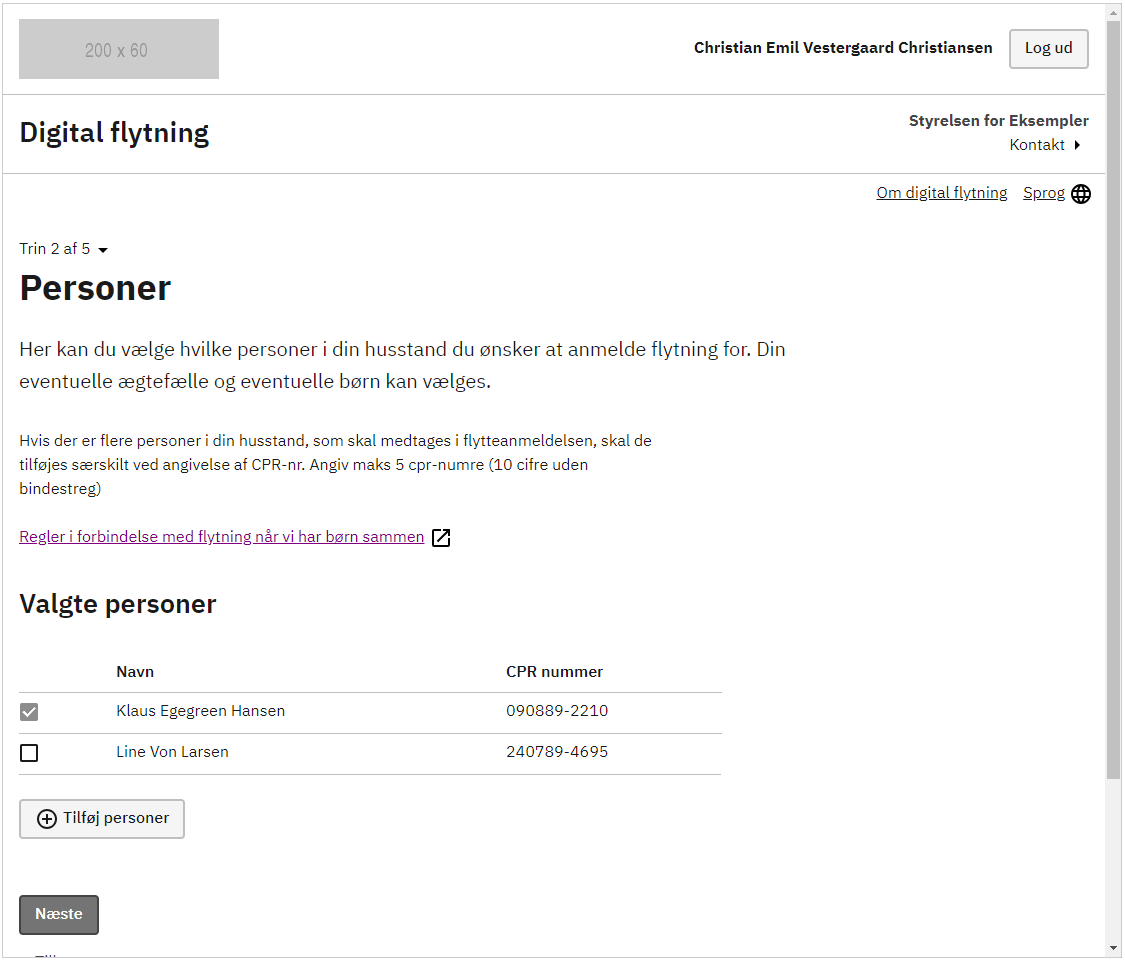 200 x 60
Christian Emil Vestergaard Christiansen
Log ud
Digital flytning
Styrelsen for Eksempler
Kontakt
Om digital flytning
Sprog
Trin 2 af 5
Personer
Her kan du vælge hvilke personer i din husstand du ønsker at anmelde flytning for. Din
eventuelle ægtefælle og eventuelle børn kan vælges.
Hvis der er flere personer i din husstand, som skal medtages i flytteanmeldelsen, skal de
tilføjes særskilt ved angivelse af CPR-nr. Angiv maks 5 cpr-numre (10 cifre uden
bindestreg)
Regler i forbindelse med flytning når vi har børn sammen
Valgte personer
Navn CPR nummer
Klaus Egegreen Hansen 090889-2210
Line Von Larsen 240789-4695
Tilføj personer
Næste